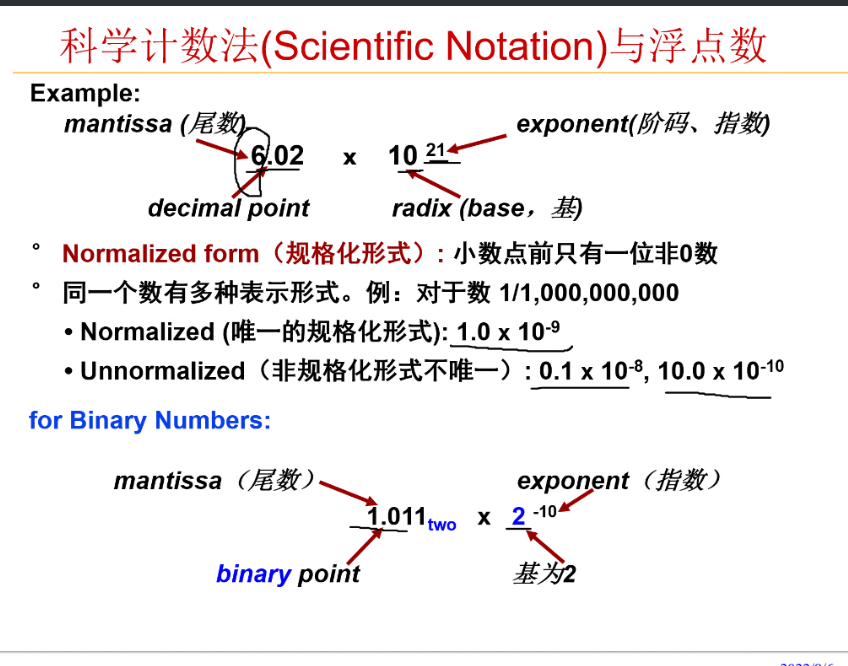 科学计数法(Scientific Notation)与浮点数
Example:
mantissa (尾数)
exponent(阶码、指数)
6.02 x 10 21
decimal point
radix (base，基)
° Normalized form（规格化形式）: 小数点前只有一位非0数
° 同一个数有多种表示形式。例：对于数 1/1,000,000,000
• Normalized (唯一的规格化形式): 1.0 x 10-9
• Unnormalized（非规格化形式不唯一）: 0.1 x 10-8, 10.0 x 10-10
for Binary Numbers:
mantissa（尾数）
exponent（指数）
1.011two x 2 -10
binary point
基为2